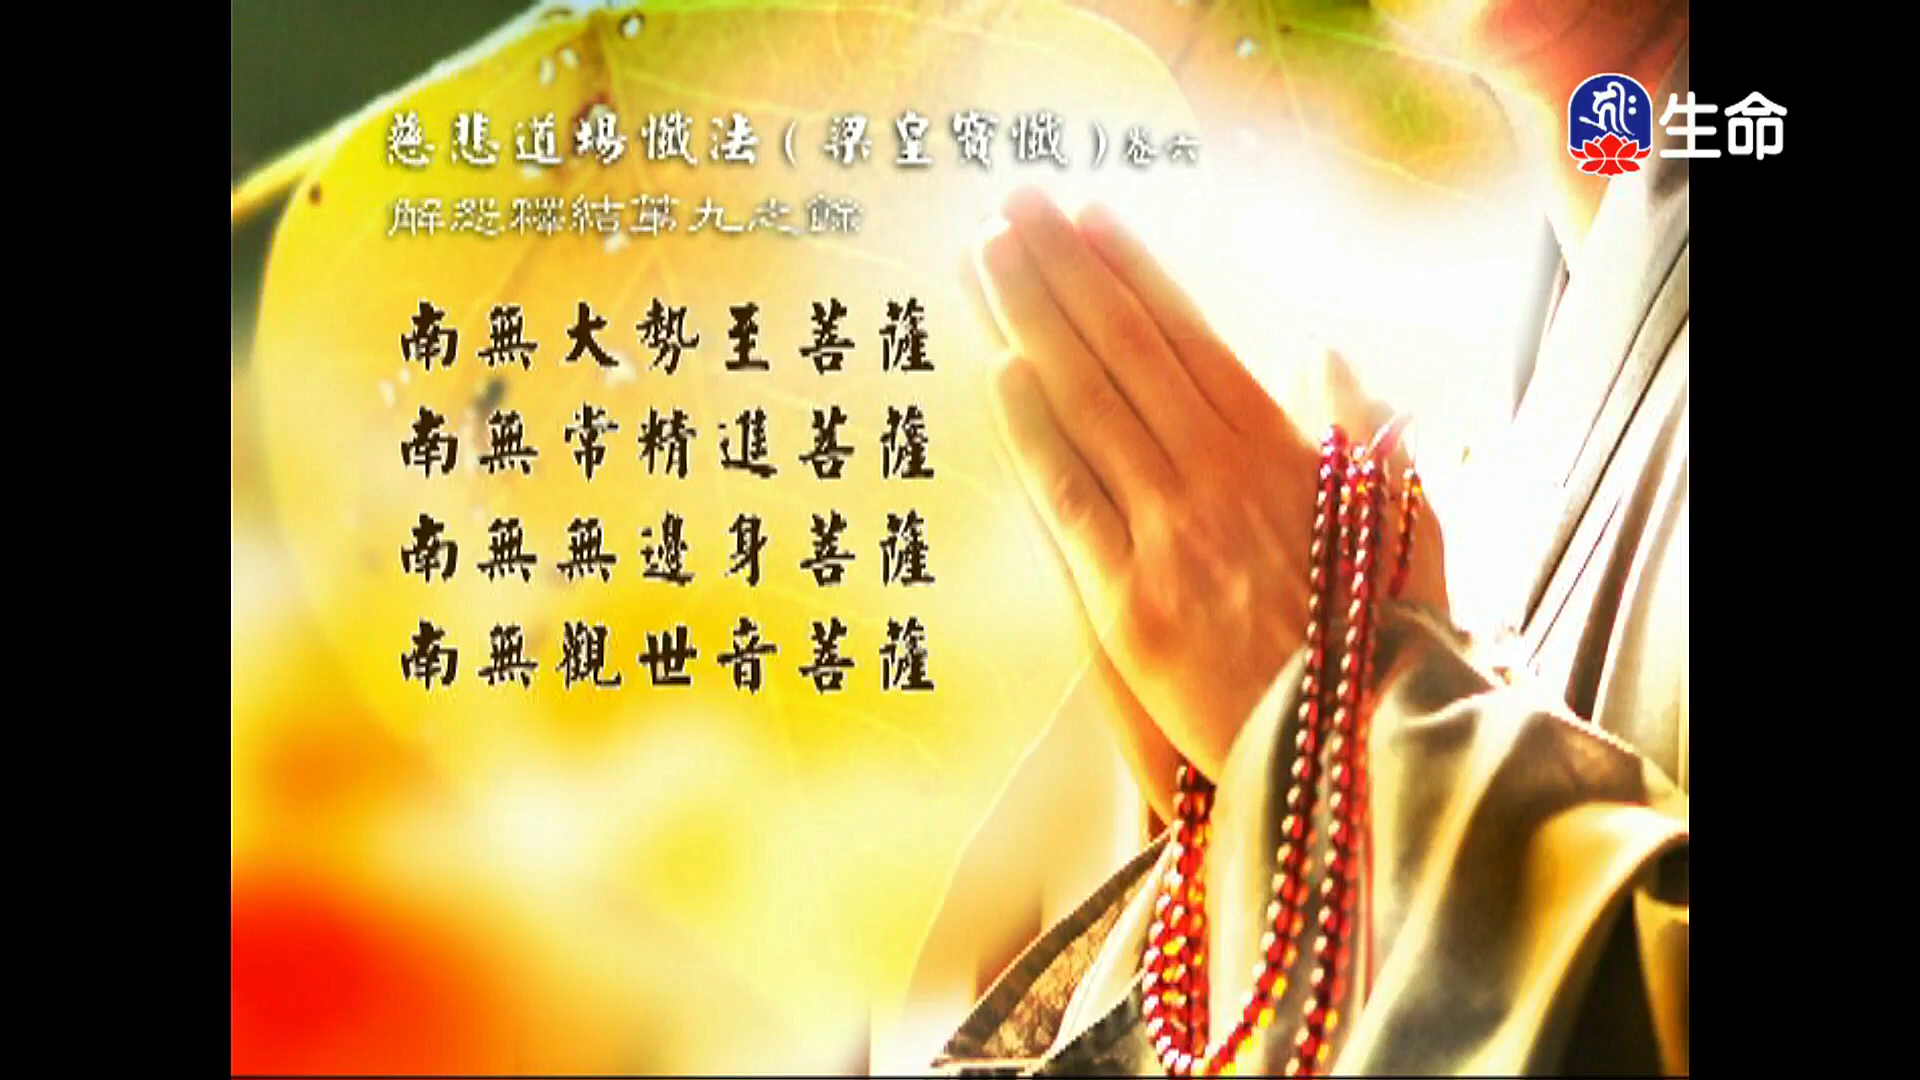 慈悲道場懺法(梁皇寶懺)卷六
解怨釋結第九之餘
南無大勢至菩薩
南無常精進菩薩
南無無邊身菩薩
南無觀世音菩薩
生命